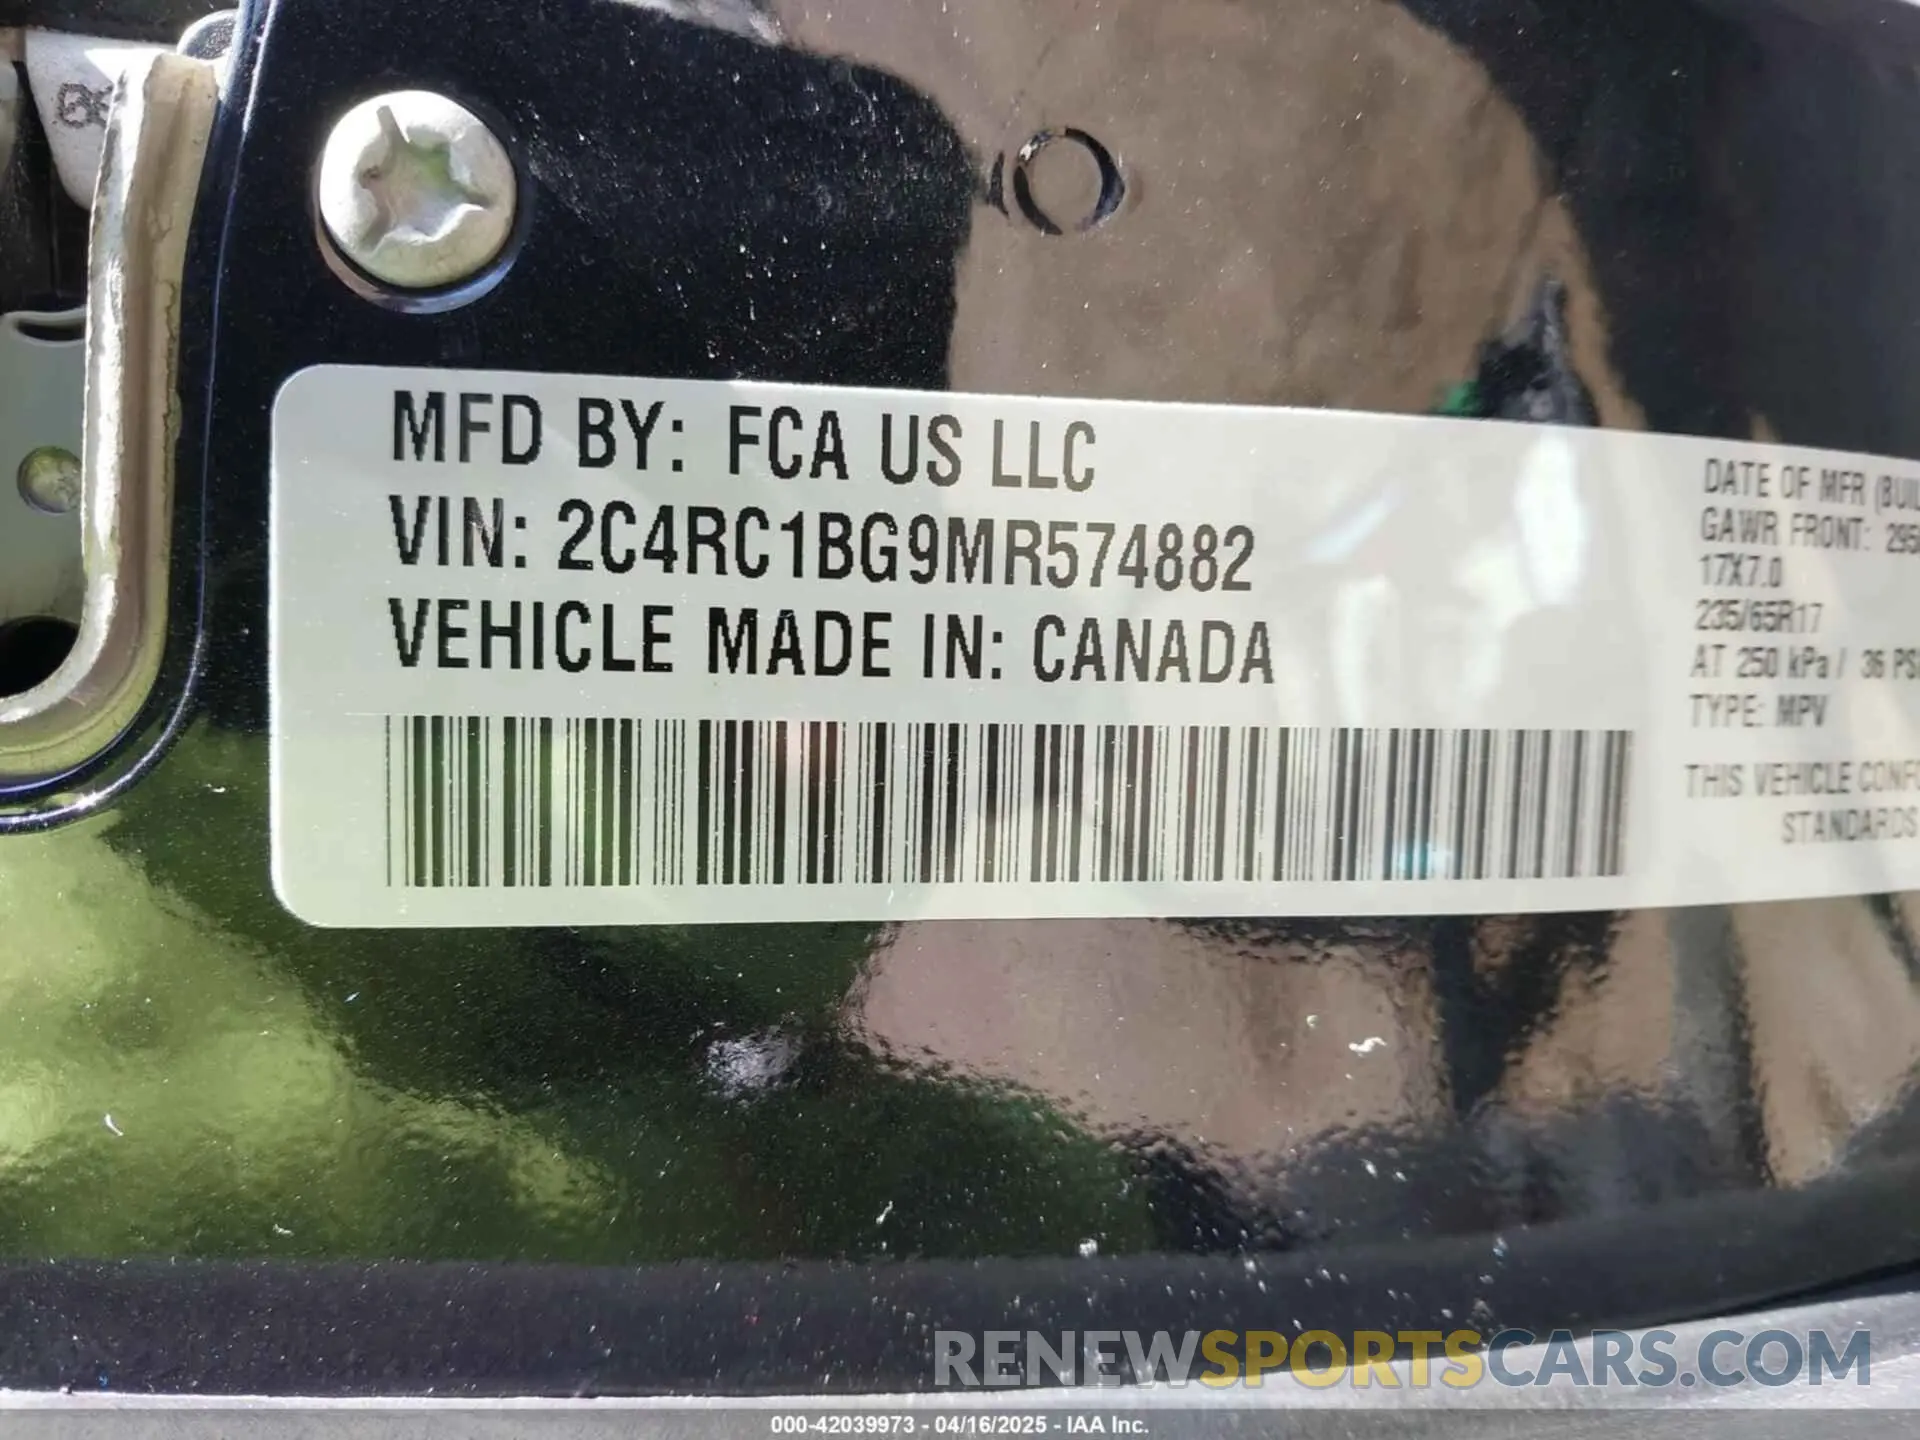 MFD BY: FCA US LLC
VIN: 2C4RC1BG9MR574882
VEHICLE MADE IN: CANADA
DATE OF MFR
GAWR FRONT:
17X7.0
235/65R17
AT 250 kPa / 36 PSI
TYPE: MPV
THIS VEHICLE
STANDARDS
RENEWSPORTSCARS.COM
000-42039973 - 04/16/2025 - IAA Inc.